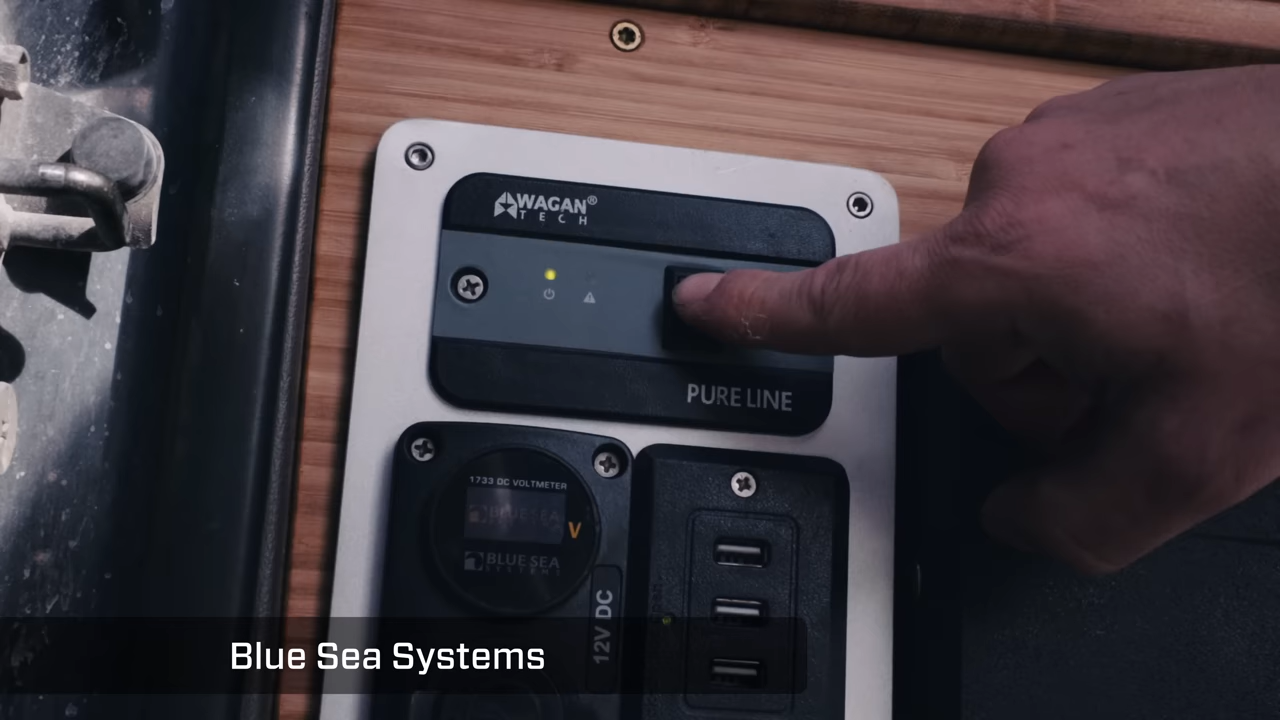 WAGAN®
TECH
PURE LINE
1733 DC VOLTMETER
BLUE SEA
V
BLUE SEA
SYSTEMS
12V DC
Blue Sea Systems